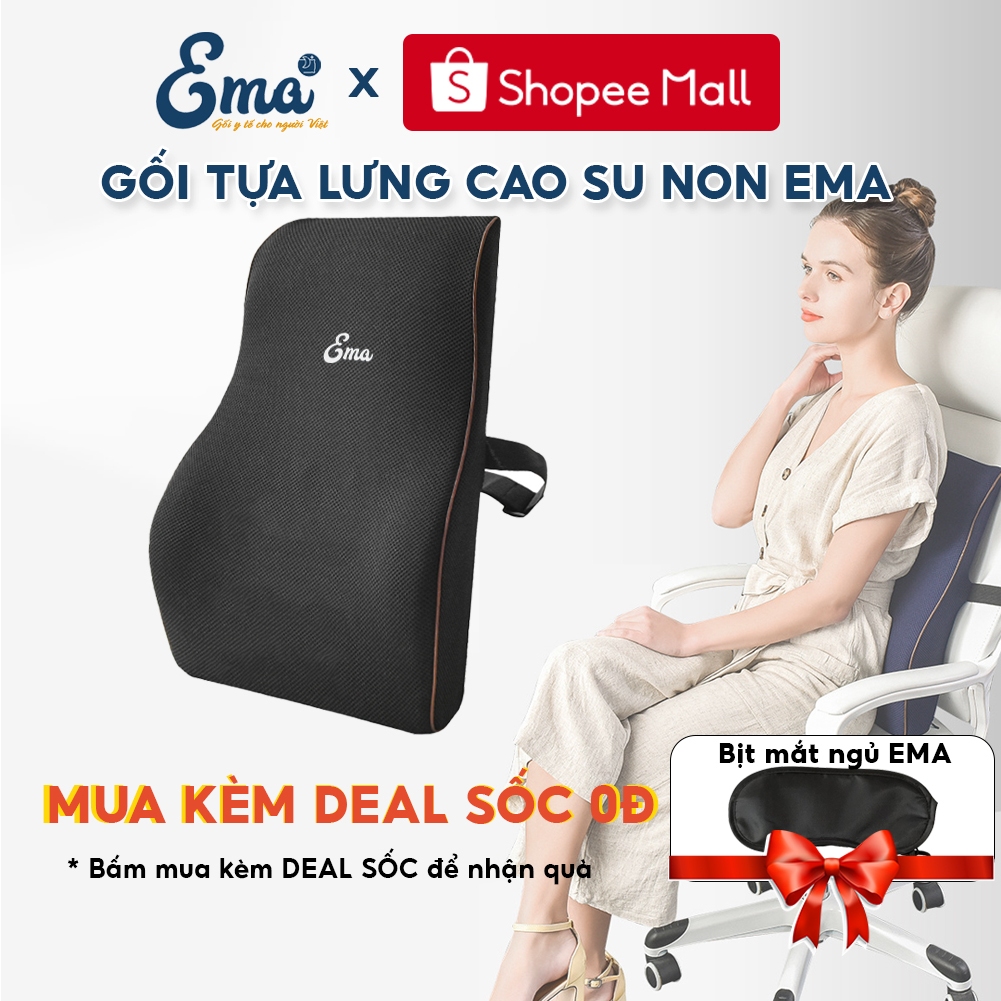 Ema x S Shopee Mall
Gối y tế cho người Việt
GỐI TỰA LƯNG CAO SU NON EMA
Ema
MUA KÈM DEAL SỐC 0Đ
* Bấm mua kèm DEAL SỐC để nhận quà
Bịt mắt ngủ EMA